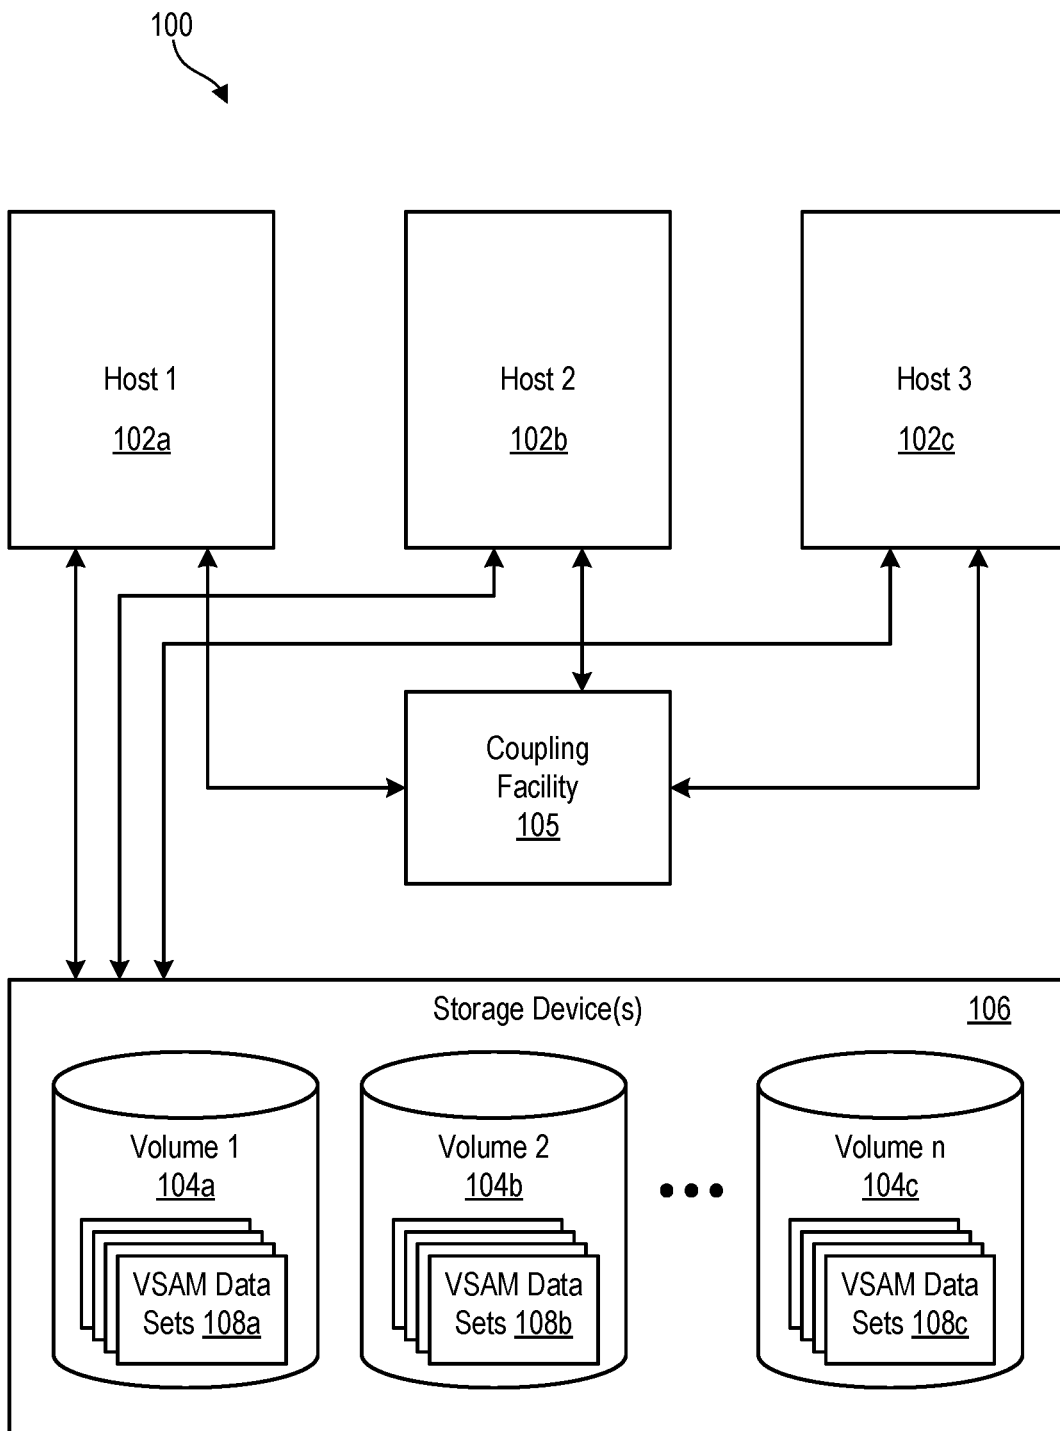 100
Host 1
102a
Host 2
102b
Host 3
102c
Coupling
Facility
105
Storage Device(s)
106
Volume 1
104a
VSAM Data
Sets 108a
Volume 2
104b
VSAM Data
Sets 108b
Volume n
104c
VSAM Data
Sets 108c